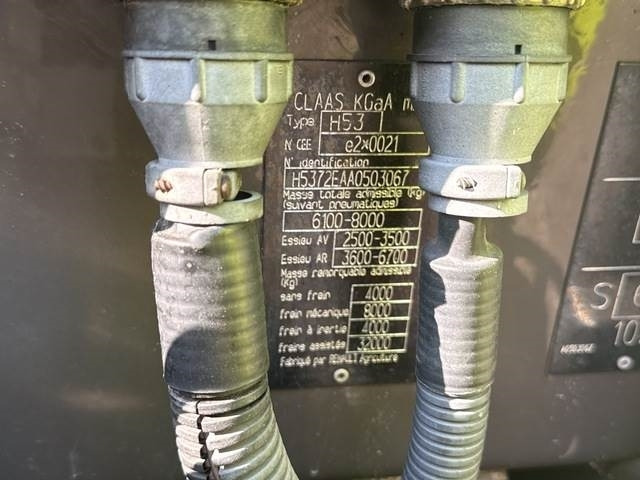 CLAAS KGaA m
Type H53
N CEE e2*0021
N° identification
H5372EAA0503067
Masse totale admissible (Kg)
(suivant pneumatiques)
6100-8000
Essieu AV 2500-3500
Essieu AR 3600-6700
Masse remorquable admissible
(Kg)
sans frein 4000
frein mécanique 8000
frein à inertie 4000
freins assistés 32000
Fabriqué par RENAULT Agriculture
S
10